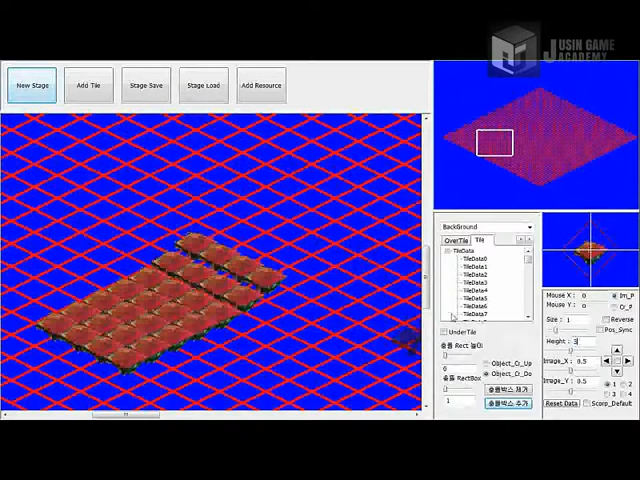 JUSIN GAME
ACADEMY
New Stage
Add Tile
Stage Save
Stage Load
Add Resource
BackGround
OverTile
Tile
TileData
TileData0
TileData1
TileData2
TileData3
TileData4
TileData5
TileData6
TileData7
UnderTile
충돌 Rect 높이
0
충돌 RectBox
1
Object_Cr_Up
Object_Cr_Do
충돌박스 제거
충돌박스 추가
Mouse X : 0
Im_P
Mouse Y : 0
Cr_P
Size : 1
Reverse
Pos_Sync
Height : 3
Image_X : 0.5
Image_Y : 0.5
1
2
3
4
Reset Data
Scorp_Default